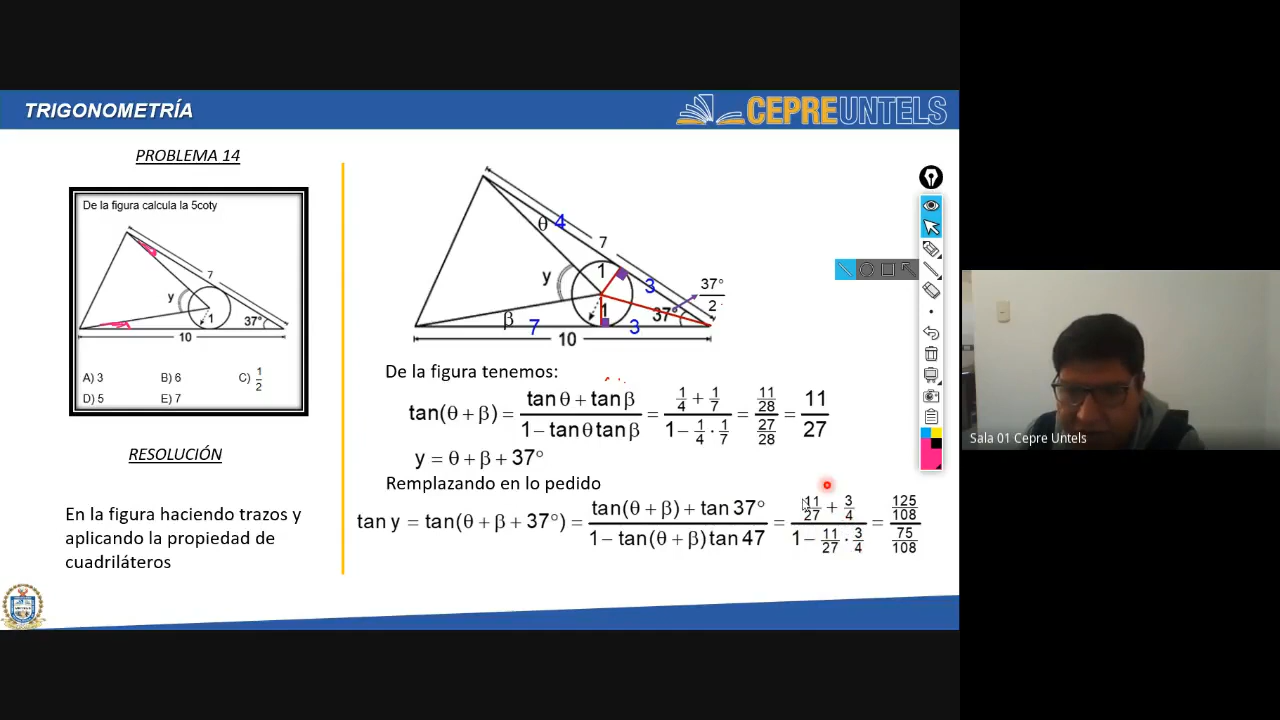 TRIGONOMETRÍA
CEPREUNTELS
PROBLEMA 14
De la figura calcula la 5coty
7
y
1
37°
10
A) 3
B) 6
C) 1/2
D) 5
E) 7
RESOLUCIÓN
En la figura haciendo trazos y
aplicando la propiedad de
cuadriláteros
θ 4
7
1
y
3
37°/2
1
37°
β 7
3
10
De la figura tenemos:
tan(θ + β) = (tan θ + tan β)/(1 − tan θ tan β) = (1/4 + 1/7)/(1 − 1/4 · 1/7) = (11/28)/(27/28) = 11/27
y = θ + β + 37°
Remplazando en lo pedido
tan y = tan(θ + β + 37°) = (tan(θ + β) + tan 37°)/(1 − tan(θ + β) tan 47) = (11/27 + 3/4)/(1 − 11/27 · 3/4) = (125/108)/(75/108)
Sala 01 Cepre Untels